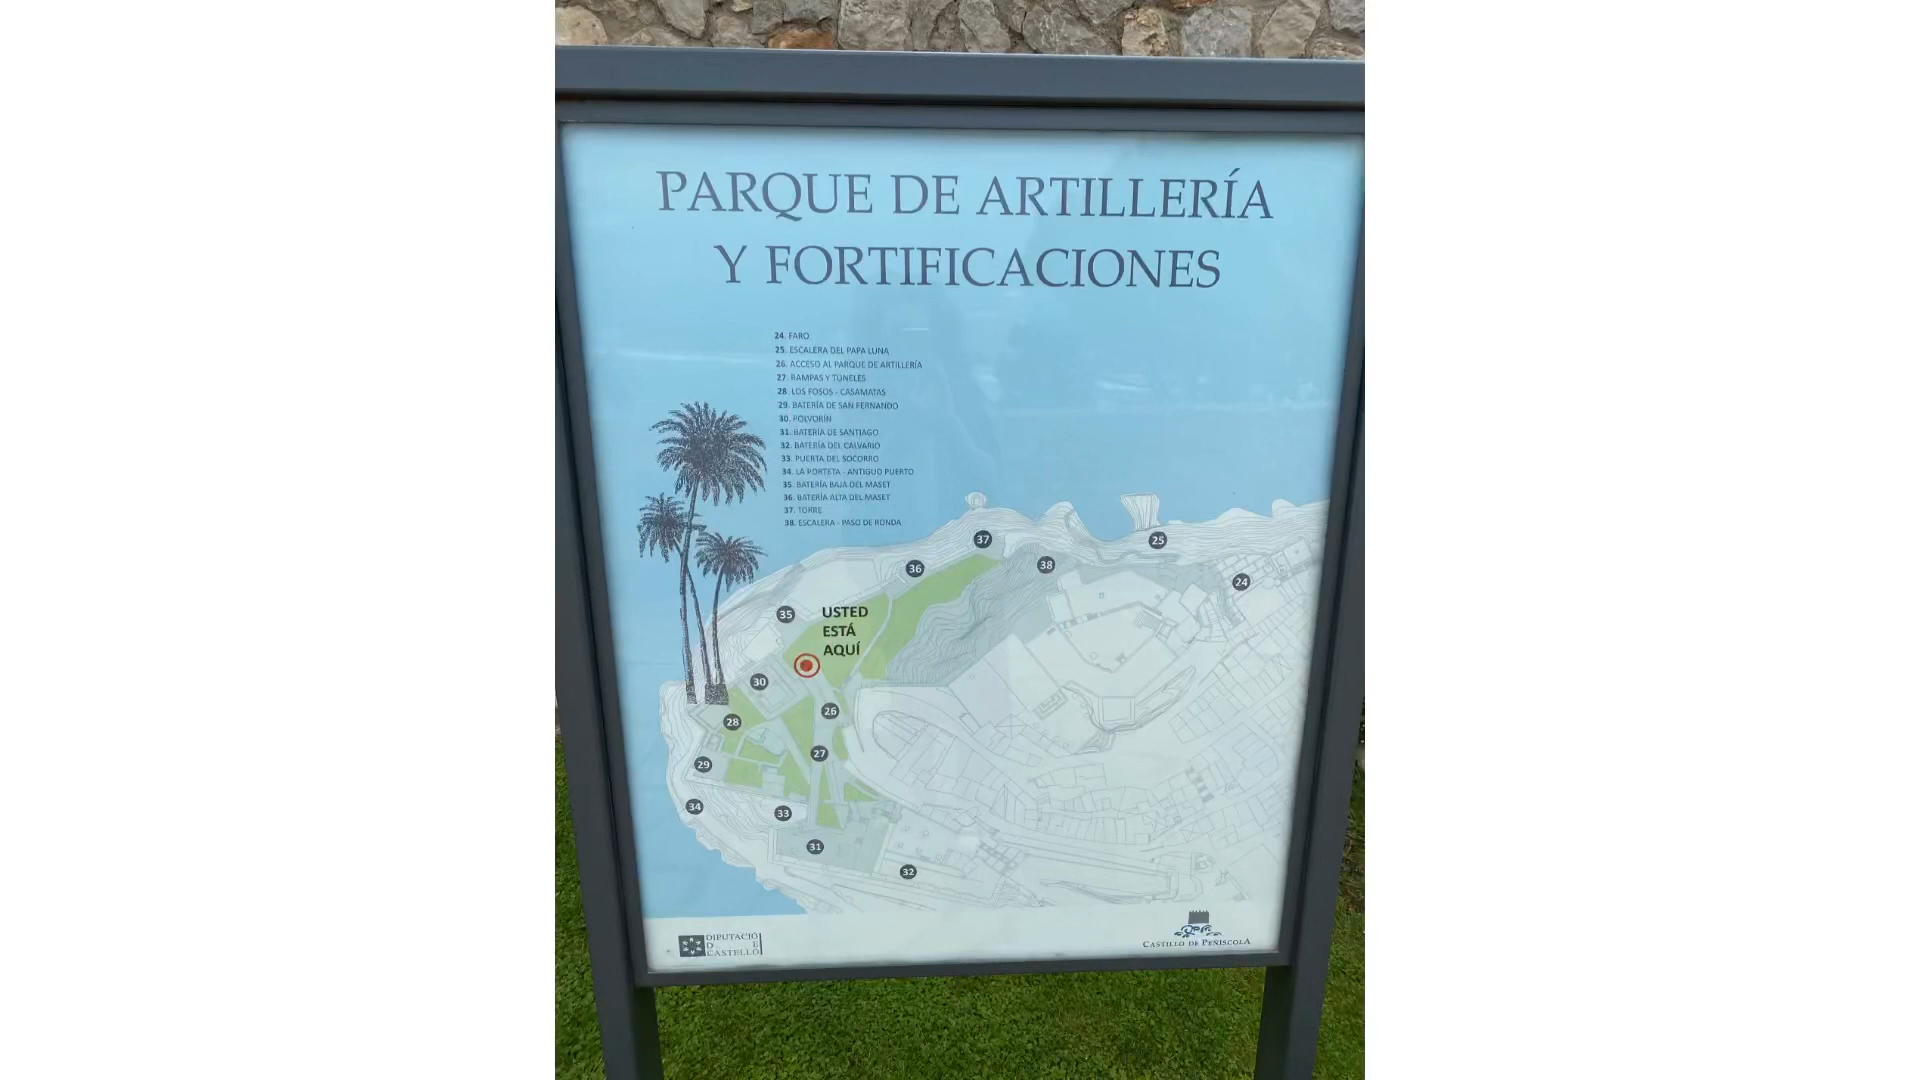 PARQUE DE ARTILLERÍA
Y FORTIFICACIONES
24. FARO
25. ESCALERA DEL PAPA LUNA
26. ACCESO AL PARQUE DE ARTILLERÍA
27. RAMPAS Y TÚNELES
28. LOS FOSOS - CASAMATAS
29. BATERÍA DE SAN FERNANDO
30. POLVORÍN
31. BATERÍA DE SANTIAGO
32. BATERÍA DEL CALVARIO
33. PUERTA DEL SOCORRO
34. LA PORTETA - ANTIGUO PUERTO
35. BATERÍA BAJA DEL MASET
36. BATERÍA ALTA DEL MASET
37. TORRE
38. ESCALERA - PASO DE RONDA
37
25
36
38
24
35
USTED
ESTÁ
AQUÍ
30
26
28
27
29
34
33
31
32
DIPUTACIÓ
D E
CASTELLÓ
CASTILLO DE PEÑISCOLA